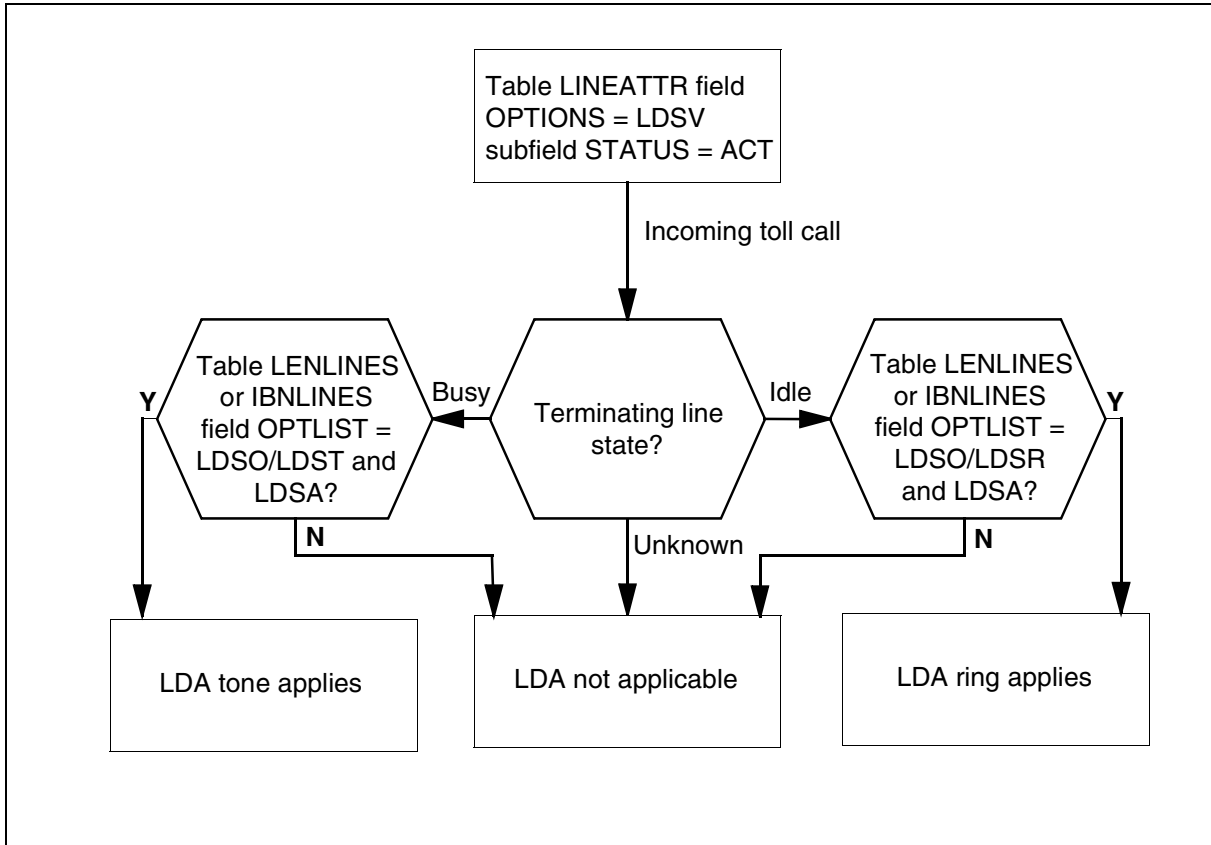 Table LINEATTR field
OPTIONS = LDSV
subfield STATUS = ACT
Incoming toll call
Table LENLINES
or IBNLINES
field OPTLIST =
LDSO/LDST and
LDSA?
Y
Busy
N
Terminating line
state?
Idle
Unknown
Table LENLINES
or IBNLINES
field OPTLIST =
LDSO/LDSR
and LDSA?
Y
N
LDA tone applies
LDA not applicable
LDA ring applies